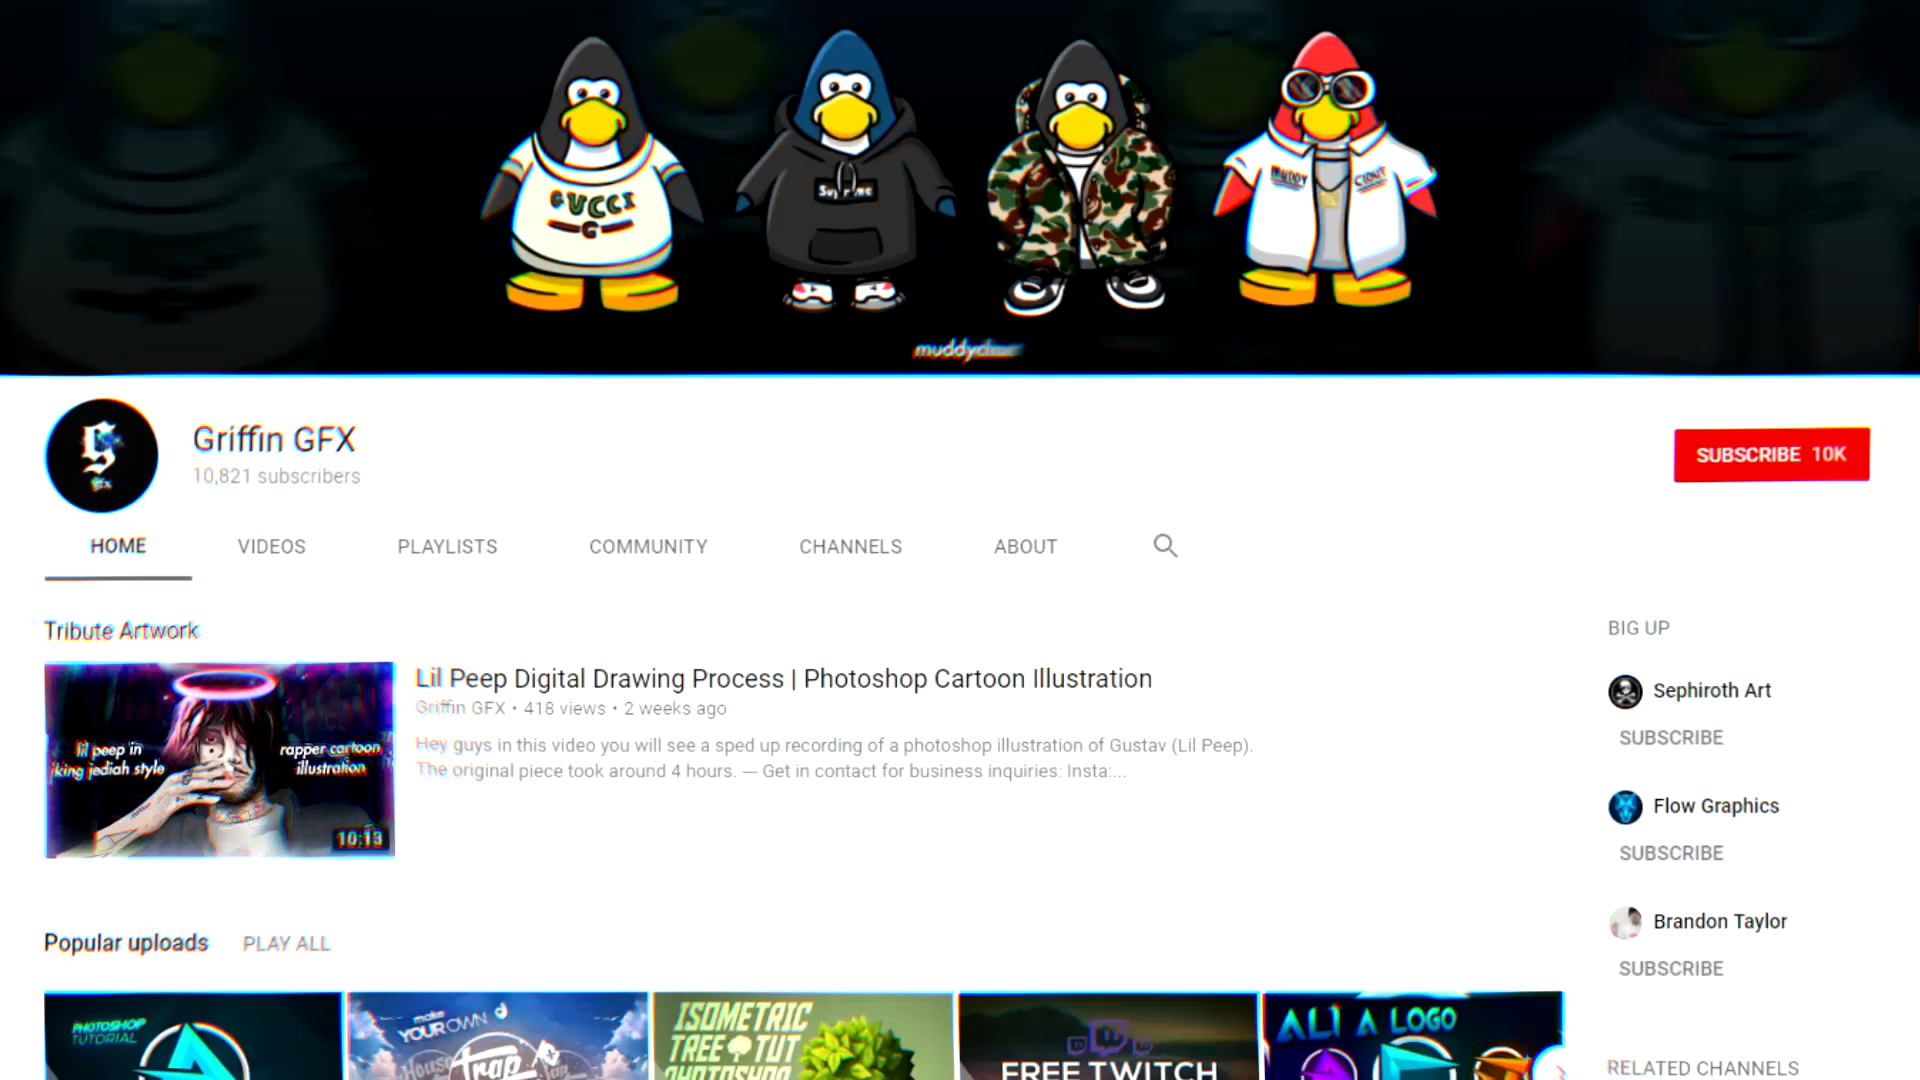 GUCCI
G
Supreme
MUDDY CLOUT
Griffin GFX
10,821 subscribers
SUBSCRIBE 10K
HOME VIDEOS PLAYLISTS COMMUNITY CHANNELS ABOUT
Tribute Artwork
lil peep in
king jediah style
rapper cartoon
illustration
10:13
Lil Peep Digital Drawing Process | Photoshop Cartoon Illustration
Griffin GFX • 418 views • 2 weeks ago
Hey guys in this video you will see a sped up recording of a photoshop illustration of Gustav (Lil Peep).
The original piece took around 4 hours. — Get in contact for business inquiries: Insta:...
BIG UP
Sephiroth Art
SUBSCRIBE
Flow Graphics
SUBSCRIBE
Brandon Taylor
SUBSCRIBE
RELATED CHANNELS
Popular uploads PLAY ALL
PHOTOSHOP
TUTORIAL
make
YOUR OWN
House
Trap
ISOMETRIC
TREE TUT
PHOTOSHOP
FREE TWITCH
ALI A LOGO